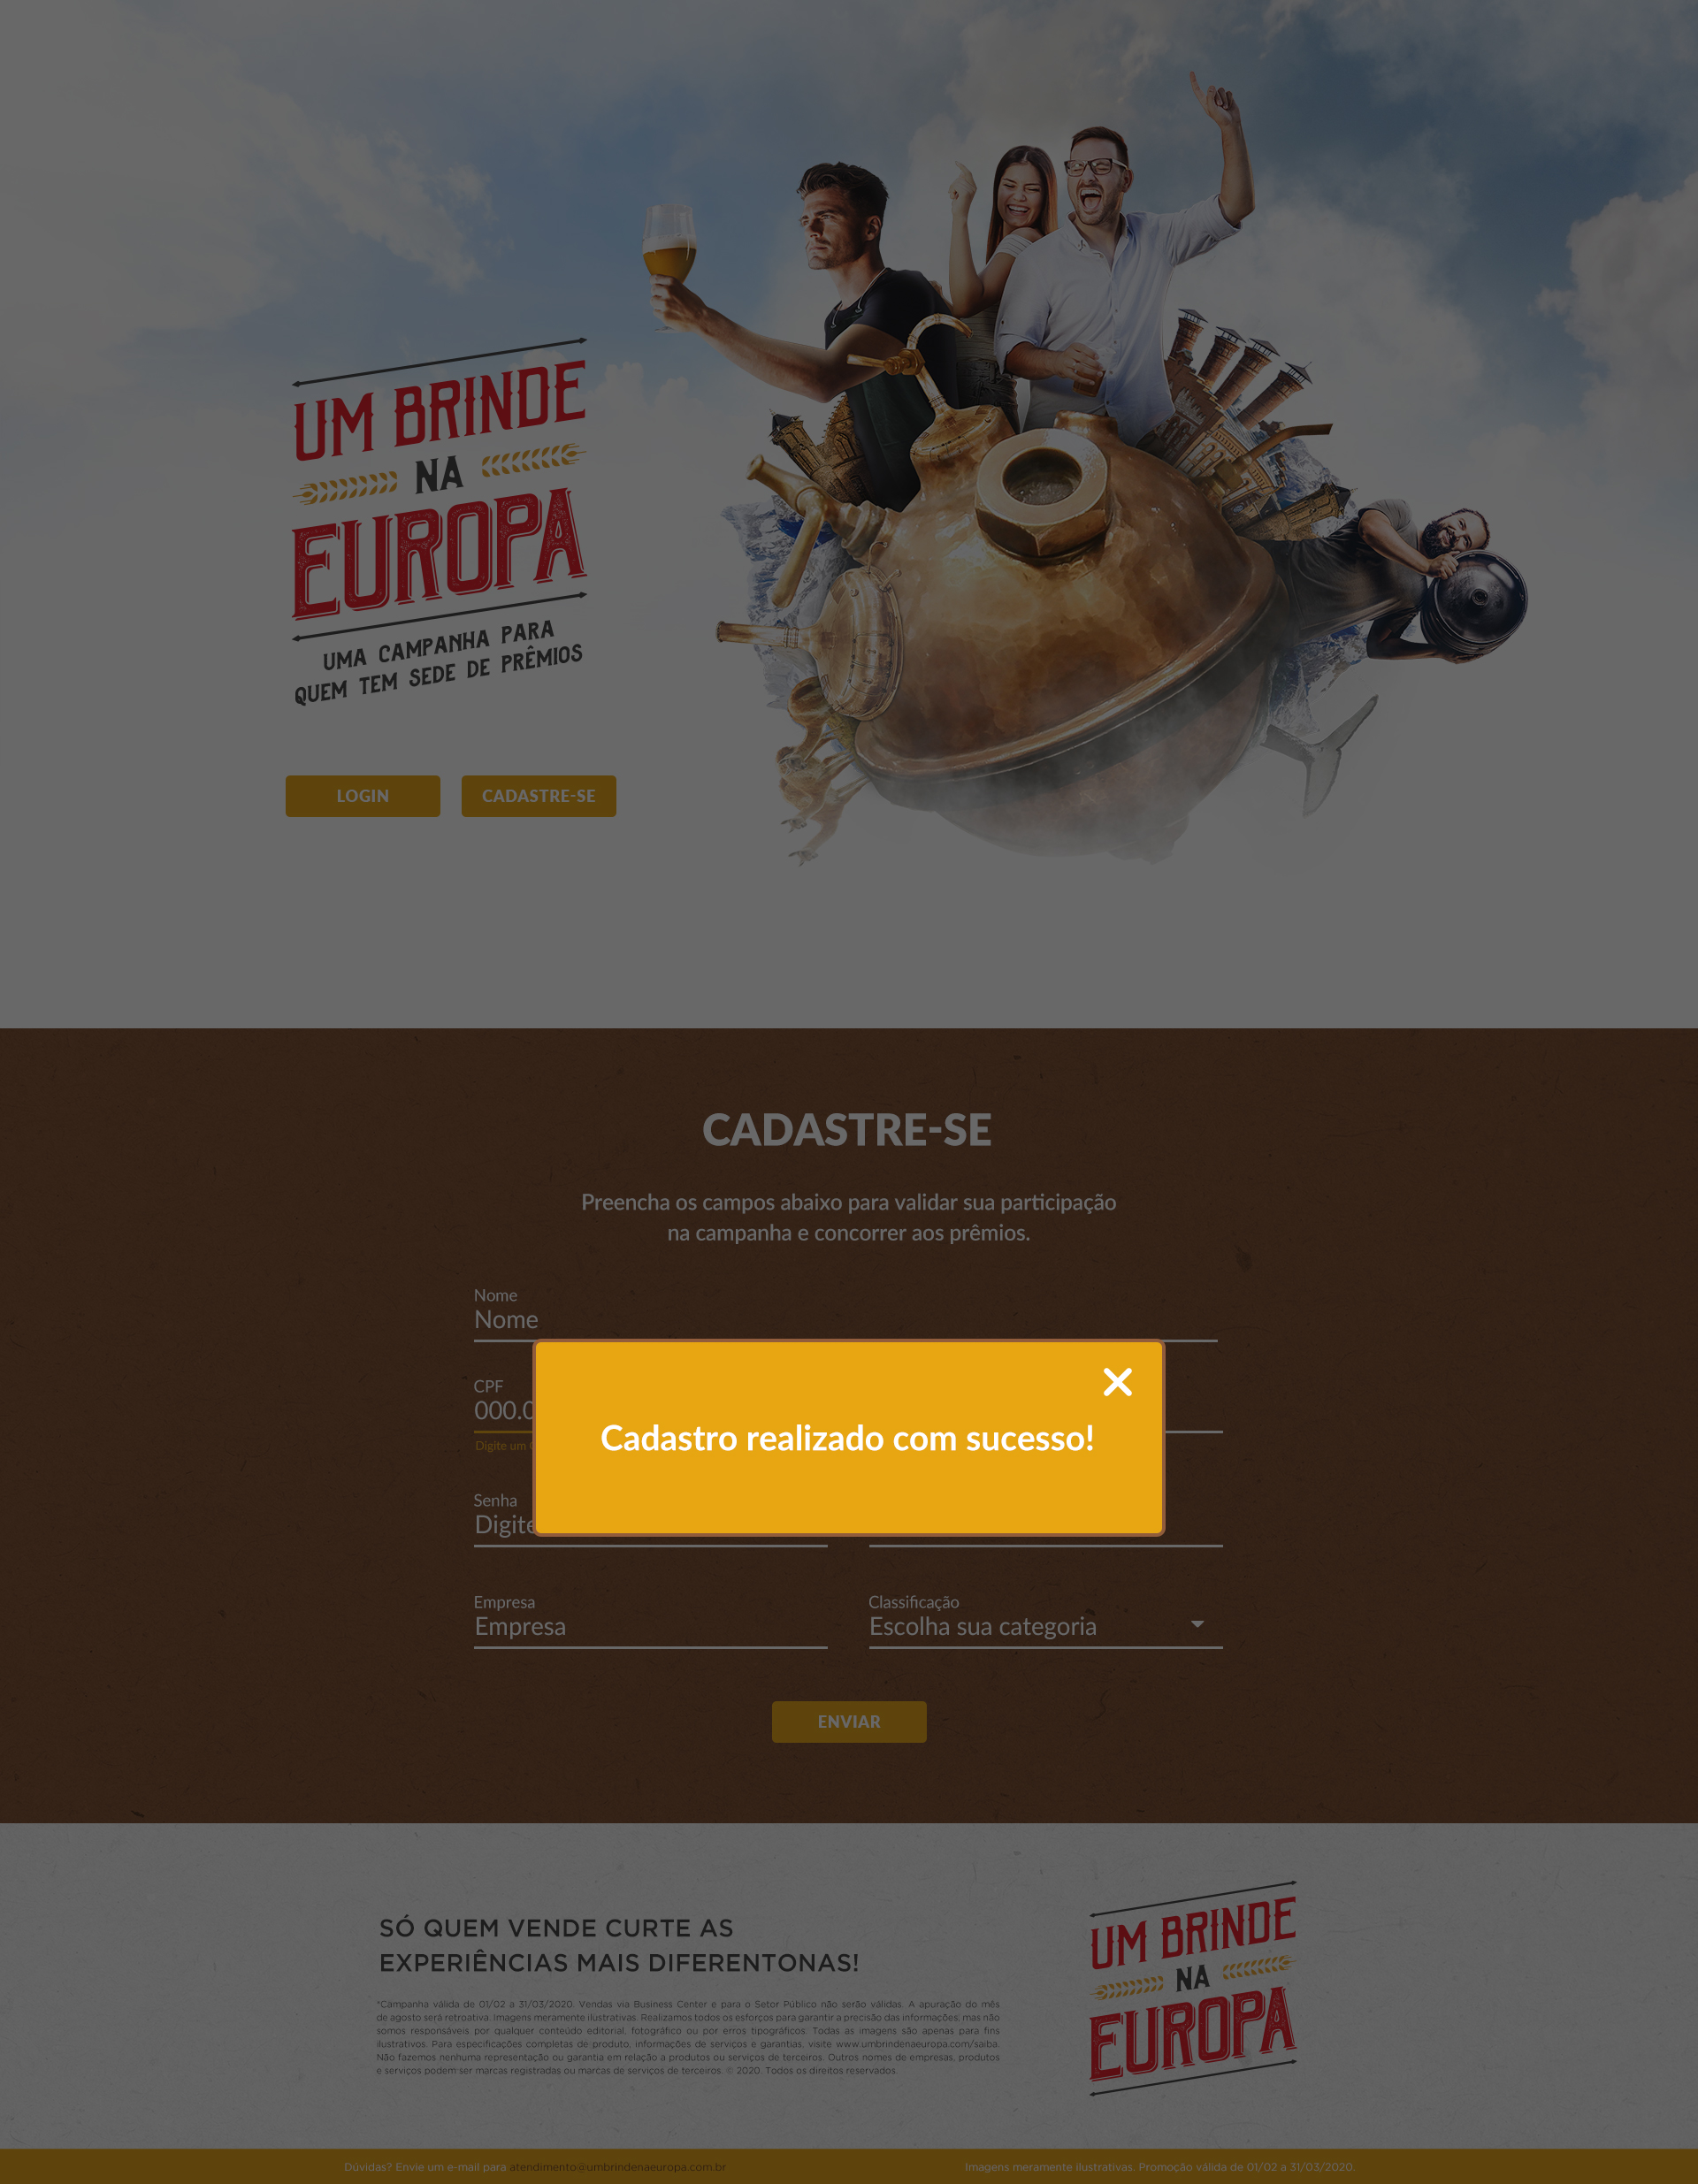 UM BRINDE
NA
EUROPA
UMA CAMPANHA PARA
QUEM TEM SEDE DE PRÊMIOS
LOGIN
CADASTRE-SE
CADASTRE-SE
Preencha os campos abaixo para validar sua participação
na campanha e concorrer aos prêmios.
Nome
Nome
CPF
000.0
Digite um
Cadastro realizado com sucesso!
Senha
Digite
Empresa
Empresa
Classificação
Escolha sua categoria
ENVIAR
SÓ QUEM VENDE CURTE AS
EXPERIÊNCIAS MAIS DIFERENTONAS!
*Campanha válida de 01/02 a 31/03/2020. Vendas via Business Center e para o Setor Público não serão válidas. A apuração do mês
de agosto será retrpativa. Imagens meramente ilustrativas. Realizamos todos os esforços para garantir a precisão das informações, mas não
somos responsáveis por qualquer conteúdo editorial, fotográfico ou por erros tipográficos. Todas as imagens são apenas para fins
ilustrativos. Para especificações completas de produto, informações de serviços e garantias, visite www.umbrindenaeuropa.com/saiba.
Não fazemos nenhuma representação ou garantia em relação a produtos ou serviços de terceiros. Outros nomes de empresas, produtos
e serviços podem ser marcas registradas ou marcas de serviços de terceiros. © 2020. Todos os direitos reservados.
UM BRINDE
NA
EUROPA
Dúvidas? Envie um e-mail para atendimento@umbrindenaeuropa.com.br
Imagens meramente ilustrativas. Promoção válida de 01/02 a 31/03/2020.